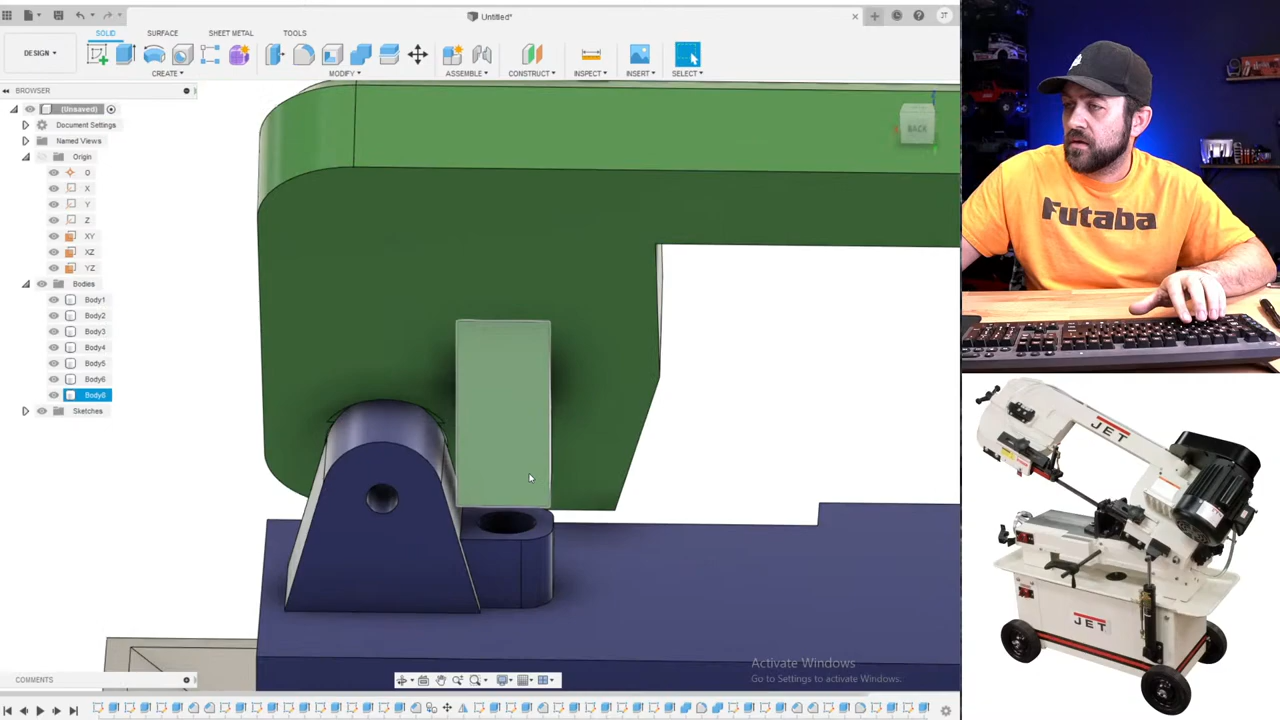 Untitled*
JT
DESIGN
SOLID
SURFACE
SHEET METAL
TOOLS
CREATE
MODIFY
ASSEMBLE
CONSTRUCT
INSPECT
INSERT
SELECT
BROWSER
(Unsaved)
Document Settings
Named Views
Origin
O
X
Y
Z
XY
XZ
YZ
Bodies
Body1
Body2
Body3
Body4
Body5
Body6
Body8
Sketches
BACK
Futaba
JET
JET
Activate Windows
Go to Settings to activate Windows.
COMMENTS